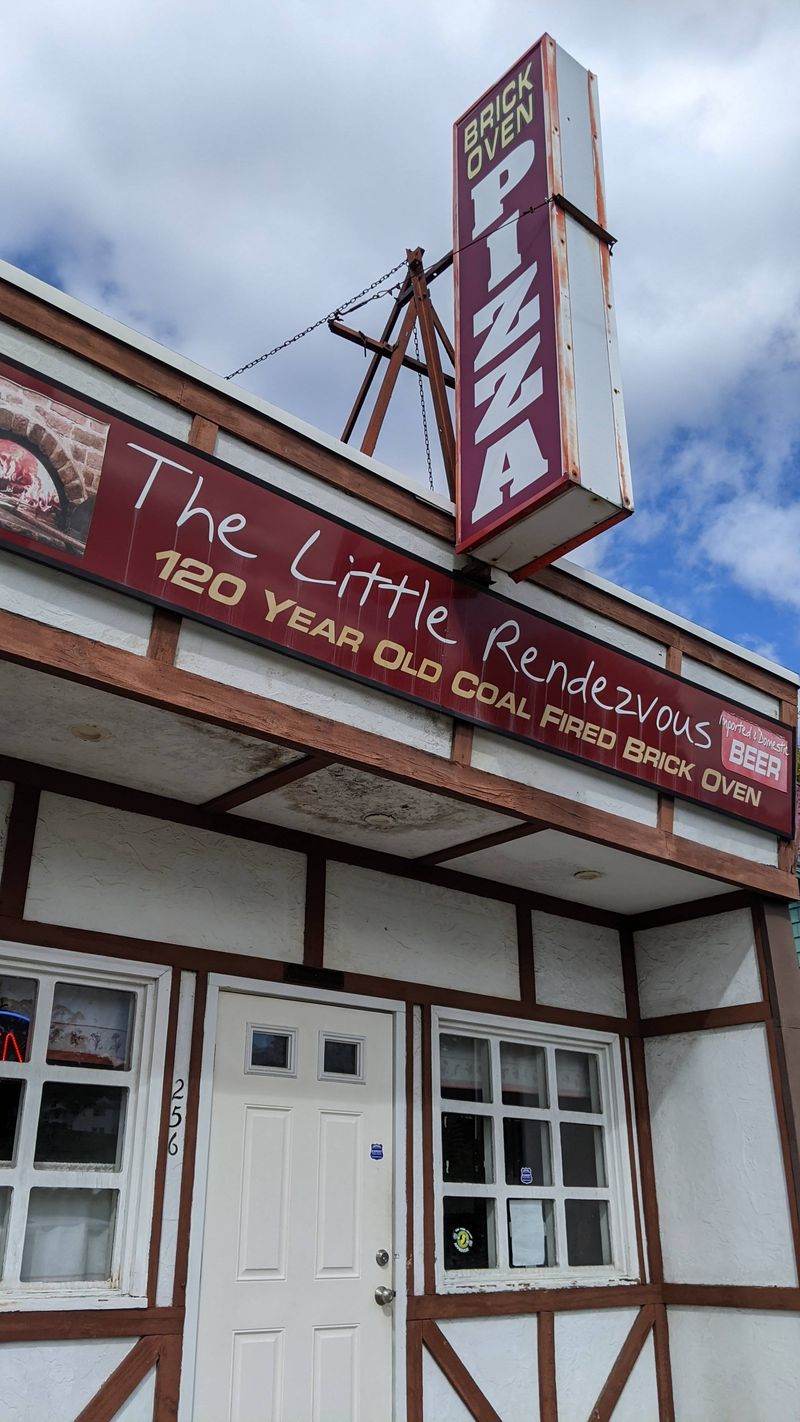 BRICK
OVEN
PIZZA
The Little Rendezvous
120 YEAR OLD COAL FIRED BRICK OVEN
Imported & Domestic
BEER
256